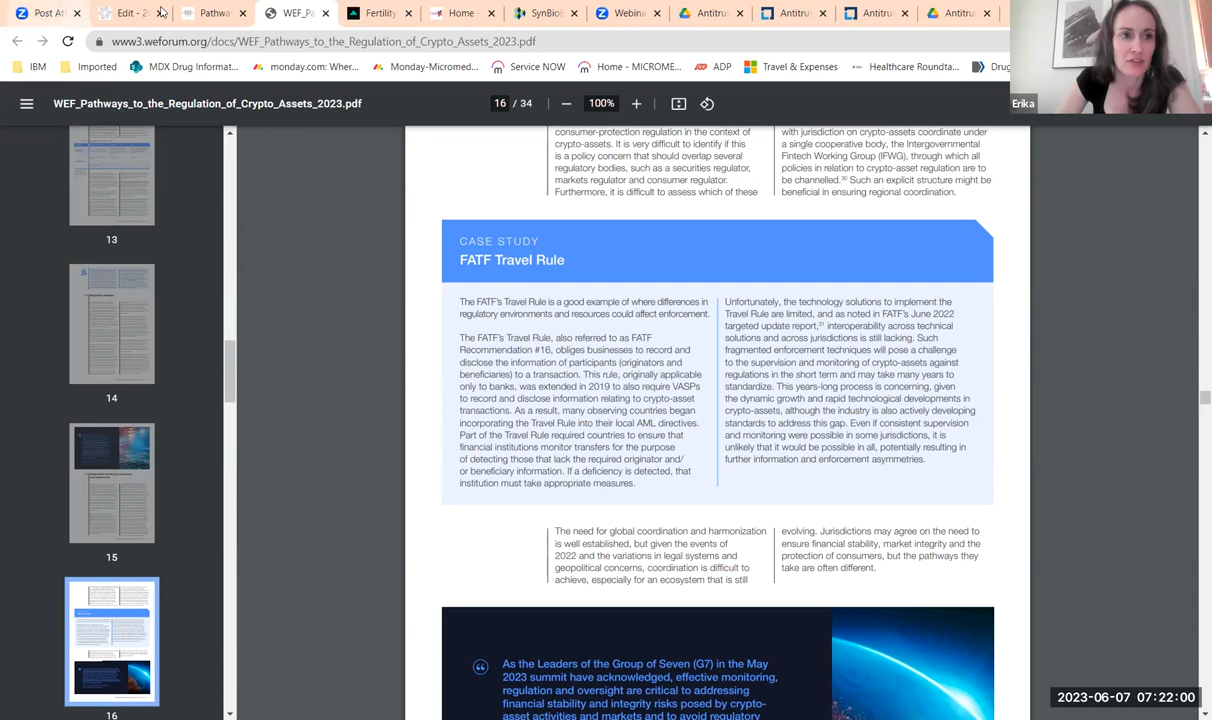 Post Att
Edit - 20
Pathway
WEF_Pa
Fertility
Home -
SynBioB
Webina
Antitrus
Antitrus
Antitrus
Antitrus
www3.weforum.org/docs/WEF_Pathways_to_the_Regulation_of_Crypto_Assets_2023.pdf
IBM
Imported
MDX Drug Informat...
monday.com: Wher...
Monday-Micromed...
Service NOW
Home - MICROME...
ADP
Travel & Expenses
Healthcare Roundta...
Drug
Erika
WEF_Pathways_to_the_Regulation_of_Crypto_Assets_2023.pdf
16 / 34
100%
13
14
15
16
consumer-protection regulation in the context of
crypto-assets. It is very difficult to identify if this
is a policy concern that should overlap several
regulatory bodies, such as a securities regulator,
markets regulator and consumer regulator.
Furthermore, it is difficult to assess which of these
with jurisdiction on crypto-assets coordinate under
a single cooperative body, the Intergovernmental
Fintech Working Group (IFWG), through which all
policies in relation to crypto-asset regulation are to
be channelled.30 Such an explicit structure might be
beneficial in ensuring regional coordination.
CASE STUDY
FATF Travel Rule
The FATF's Travel Rule is a good example of where differences in
regulatory environments and resources could affect enforcement.
The FATF's Travel Rule, also referred to as FATF
Recommendation #16, obliges businesses to record and
disclose the information of participants (originators and
beneficiaries) to a transaction. This rule, originally applicable
only to banks, was extended in 2019 to also require VASPs
to record and disclose information relating to crypto-asset
transactions. As a result, many observing countries began
incorporating the Travel Rule into their local AML directives.
Part of the Travel Rule required countries to ensure that
financial institutions monitor transfers for the purpose
of detecting those that lack the required originator and/
or beneficiary information. If a deficiency is detected, that
institution must take appropriate measures.
Unfortunately, the technology solutions to implement the
Travel Rule are limited, and as noted in FATF's June 2022
targeted update report,31 interoperability across technical
solutions and across jurisdictions is still lacking. Such
fragmented enforcement techniques will pose a challenge
to the supervision and monitoring of crypto-assets against
regulations in the short term and may take many years to
standardize. This years-long process is concerning, given
the dynamic growth and rapid technological developments in
crypto-assets, although the industry is also actively developing
standards to address this gap. Even if consistent supervision
and monitoring were possible in some jurisdictions, it is
unlikely that it would be possible in all, potentially resulting in
further information and enforcement asymmetries.
The need for global coordination and harmonization
is well established, but given the events of
2022 and the variations in legal systems and
geopolitical concerns, coordination is difficult to
achieve, especially for an ecosystem that is still
evolving. Jurisdictions may agree on the need to
ensure financial stability, market integrity and the
protection of consumers, but the pathways they
take are often different.
As the Leaders of the Group of Seven (G7) in the May
2023 summit have acknowledged, effective monitoring,
regulation and oversight are critical to addressing
financial stability and integrity risks posed by crypto-
asset activities and markets and to avoid regulatory
2023-06-07 07:22:00